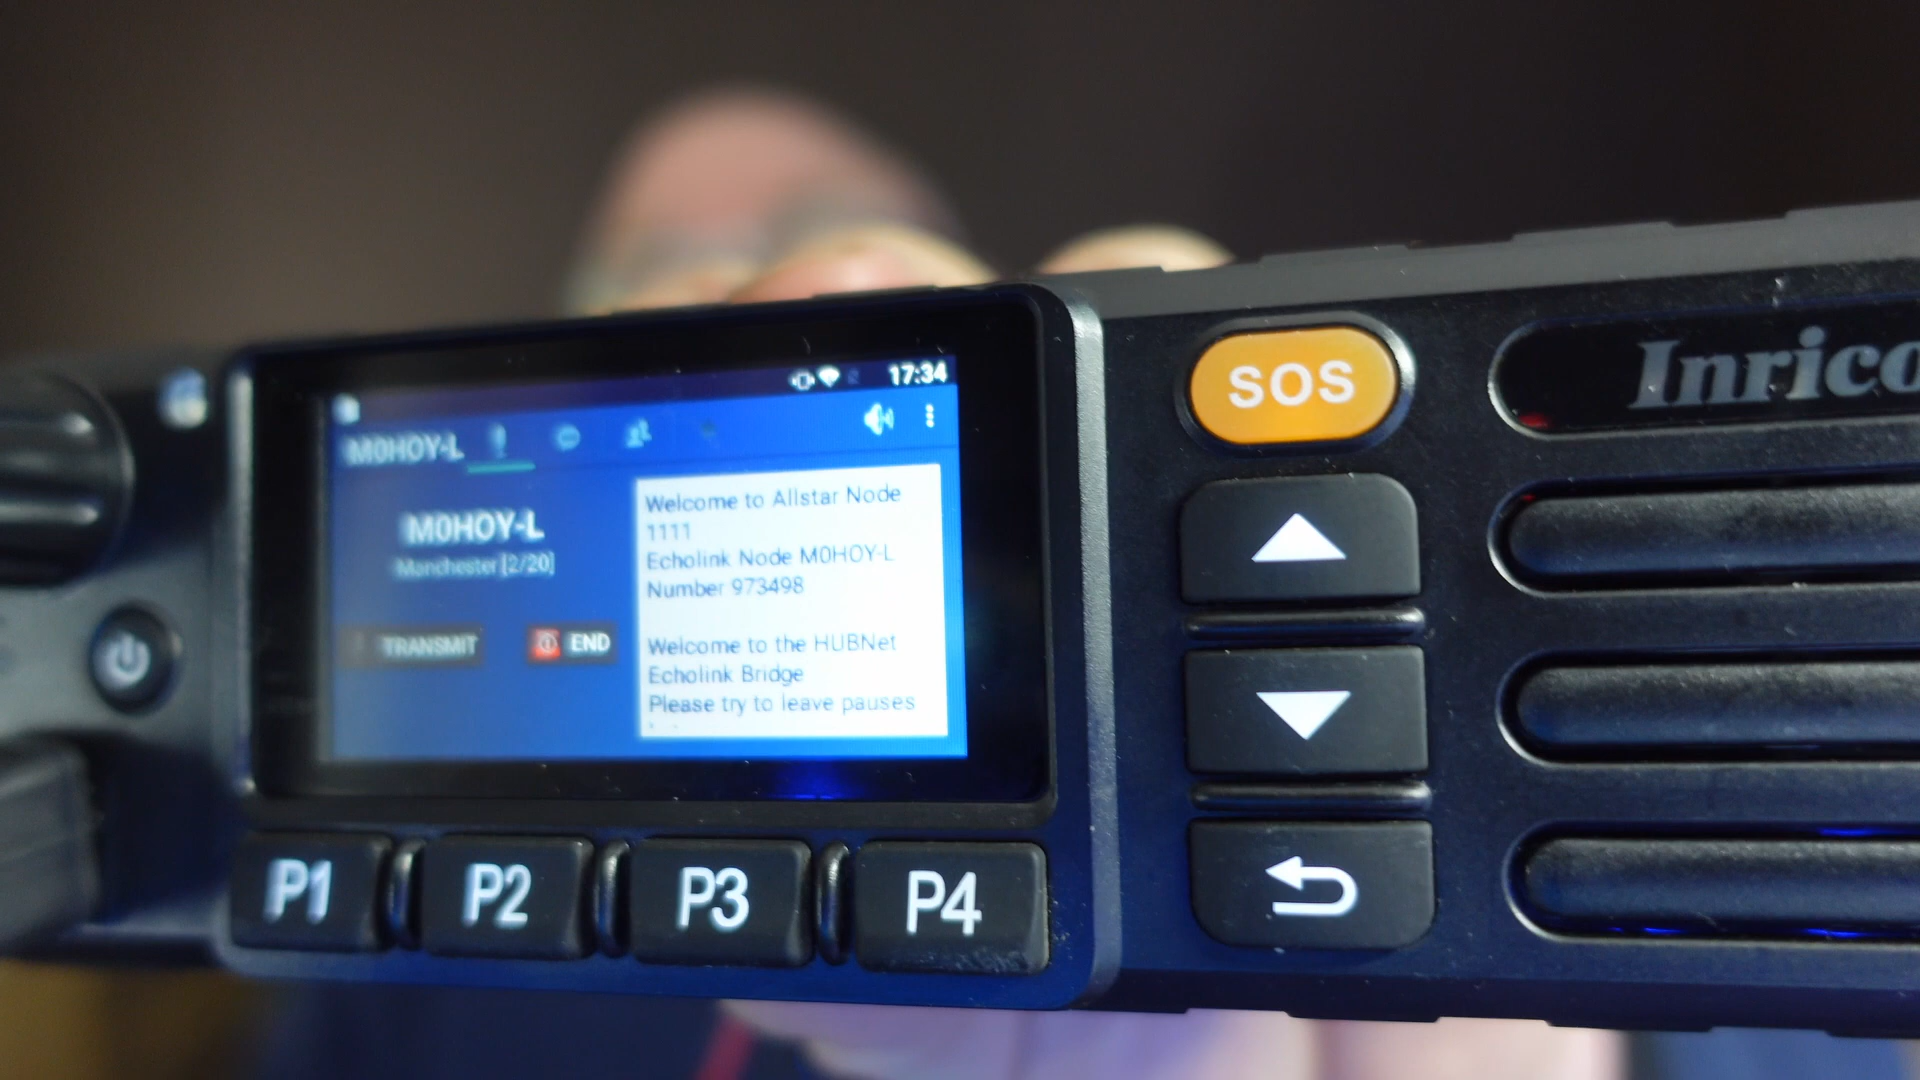 17:34
M0HOY-L
M0HOY-L
Manchester [2/20]
TRANSMIT
END
Welcome to Allstar Node
1111
Echolink Node M0HOY-L
Number 973498
Welcome to the HUBNet
Echolink Bridge
Please try to leave pauses
SOS
Inrico
P1
P2
P3
P4